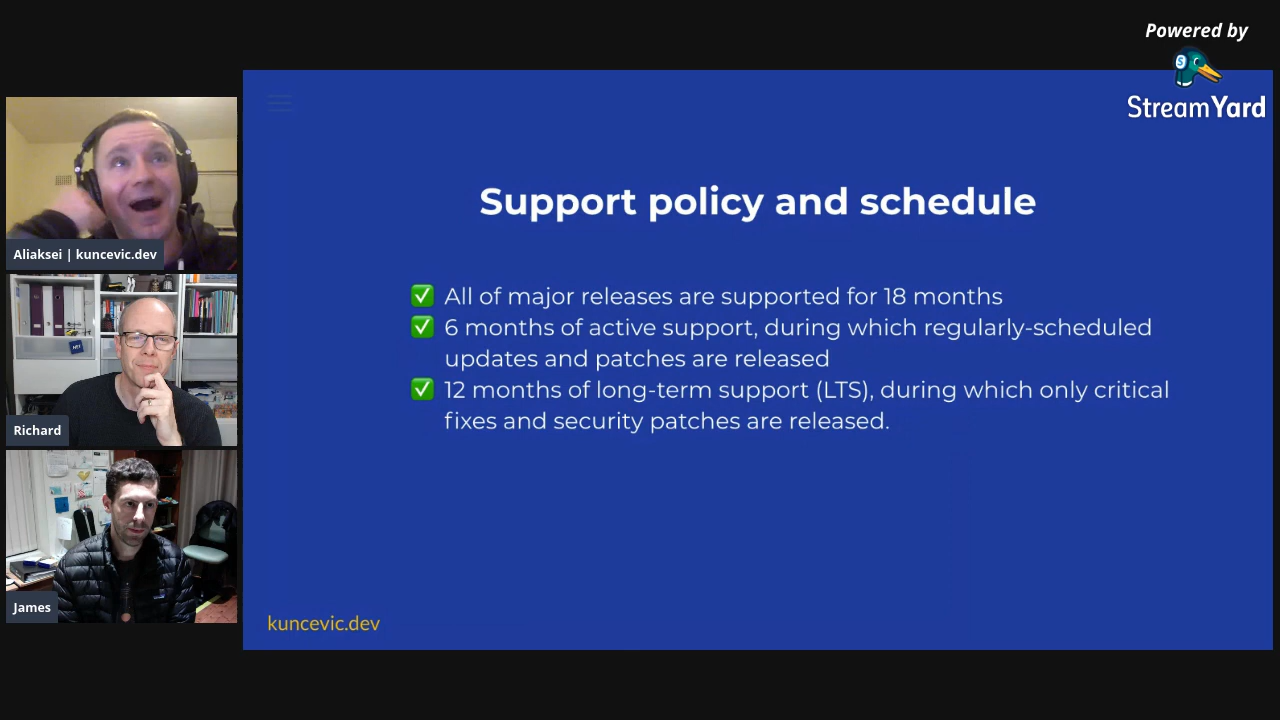 Powered by
StreamYard
Support policy and schedule
All of major releases are supported for 18 months
6 months of active support, during which regularly-scheduled
updates and patches are released
12 months of long-term support (LTS), during which only critical
fixes and security patches are released.
kuncevic.dev
Aliaksei | kuncevic.dev
Richard
James